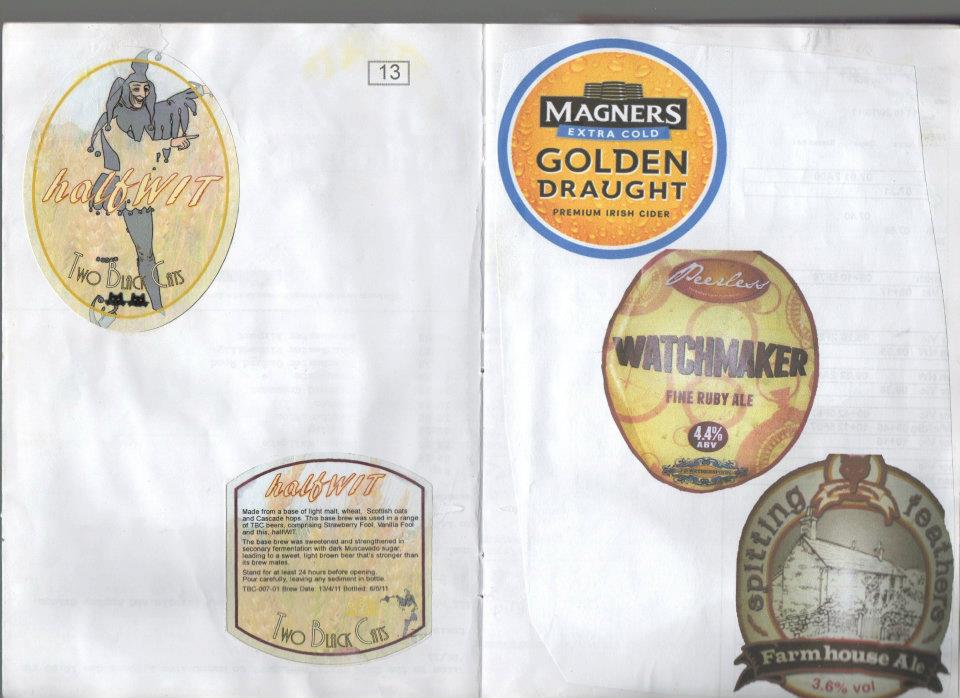 13
halfWIT
TWO BLACK CATS
halfWIT
Made from a base of light malt, wheat, Scottish oats
and Cascade hops. This base brew was used in a range
of TBC beers, comprising Strawberry Fool, Vanilla Fool
and this, halfWIT.
The base brew was sweetened and strengthened in
seconary fermentation with dark Muscavado sugar,
leading to a sweet, light brown beer that's stronger than
its brew mates.
Stand for at least 24 hours before opening.
Pour carefully, leaving any sediment in bottle.
TBC-007-01 Brew Date: 13/4/11 Bottled: 6/5/11
TWO BLACK CATS
MAGNERS
EXTRA COLD
GOLDEN
DRAUGHT
PREMIUM IRISH CIDER
Peerless
WATCHMAKER
FINE RUBY ALE
4.4%
ABV
spitting feathers
Farmhouse Ale
3.6% vol